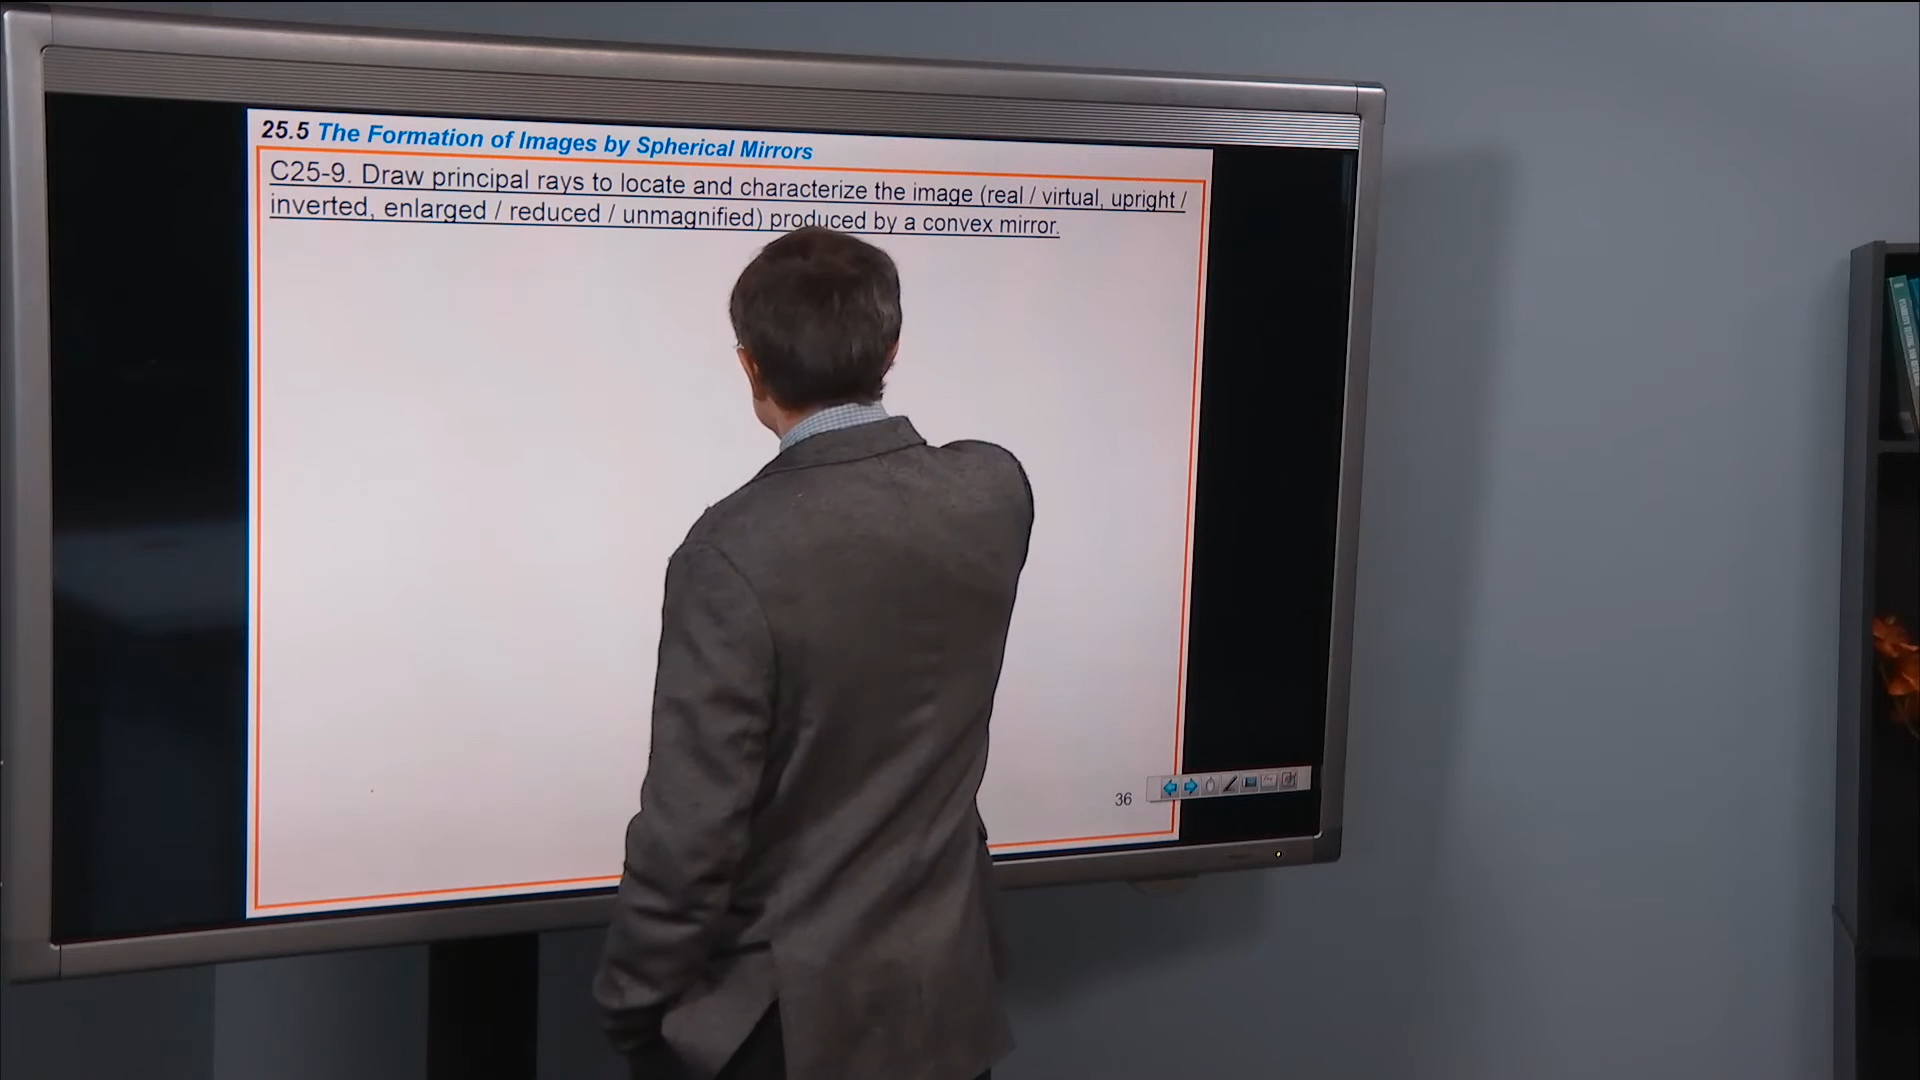 25.5 The Formation of Images by Spherical Mirrors
C25-9. Draw principal rays to locate and characterize the image (real / virtual, upright /
inverted, enlarged / reduced / unmagnified) produced by a convex mirror.
36